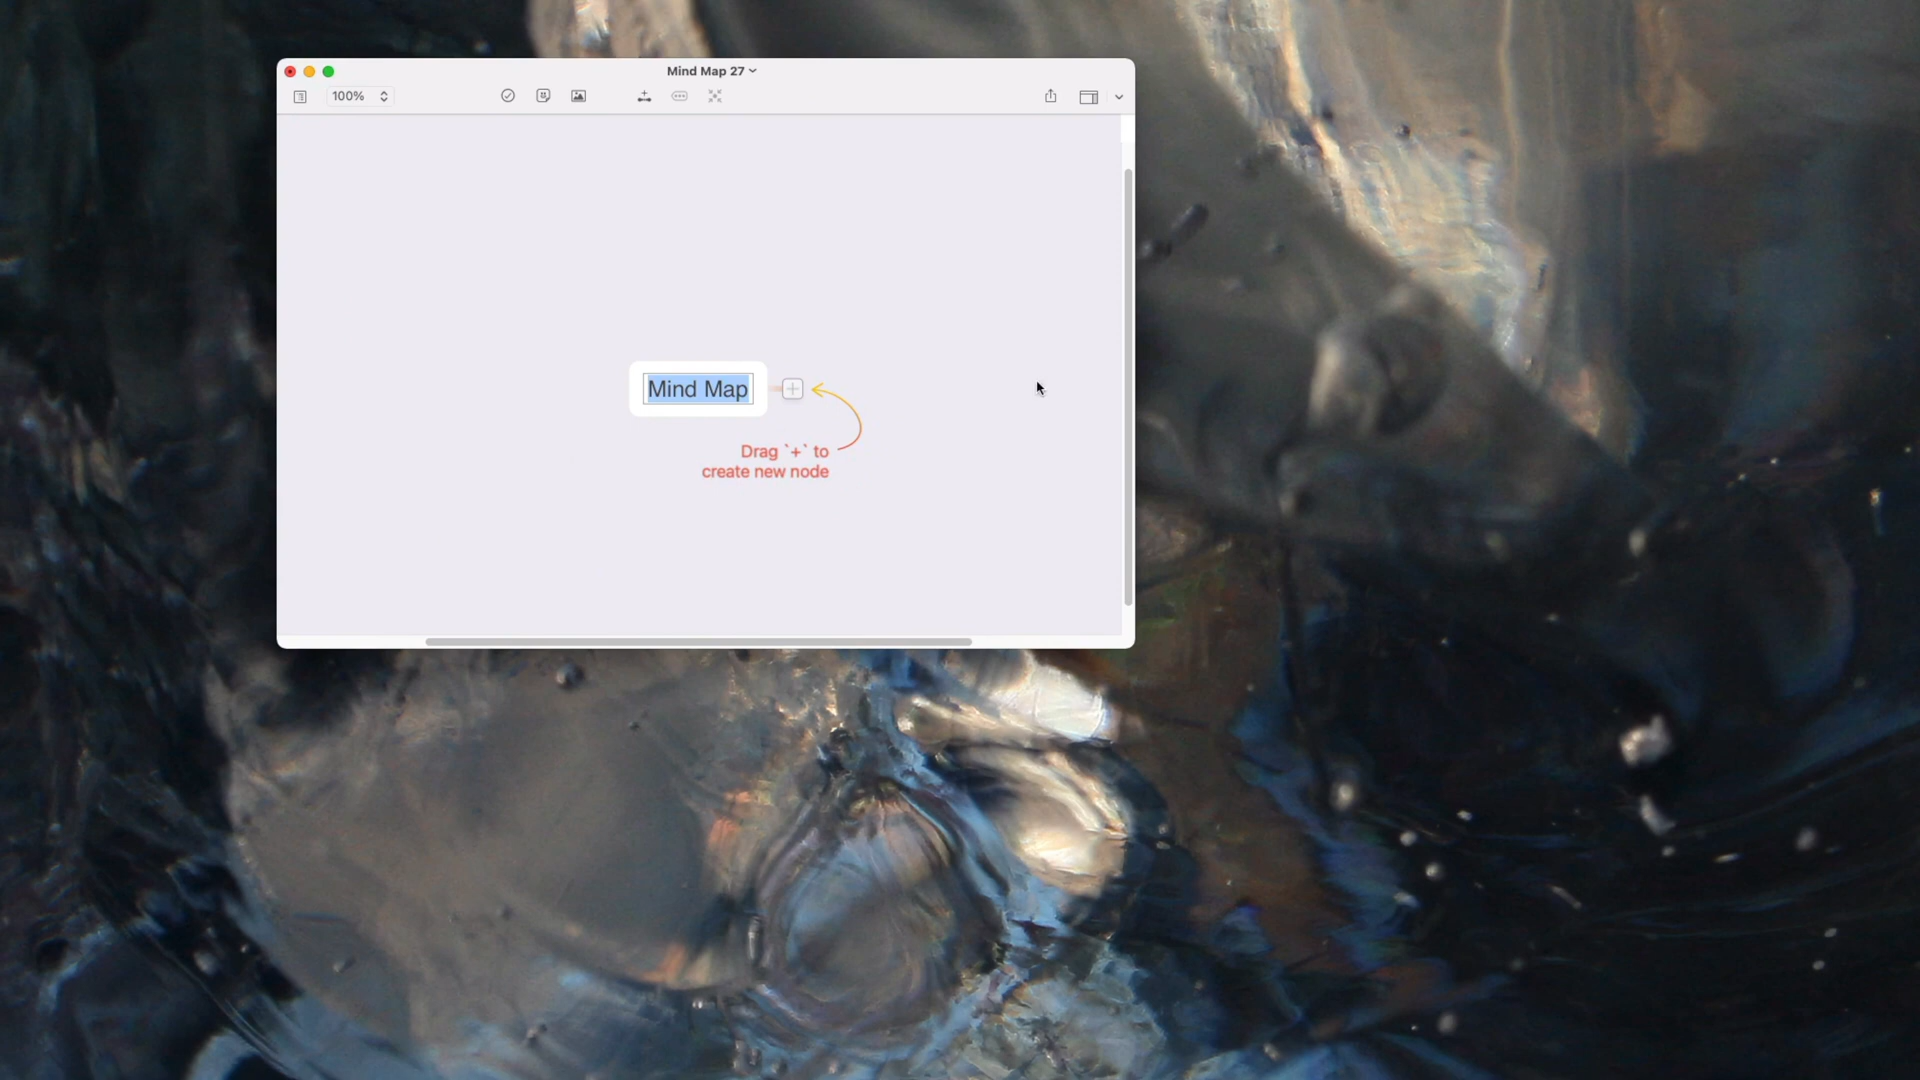 Mind Map 27
100%
Mind Map
Drag `+` to
create new node